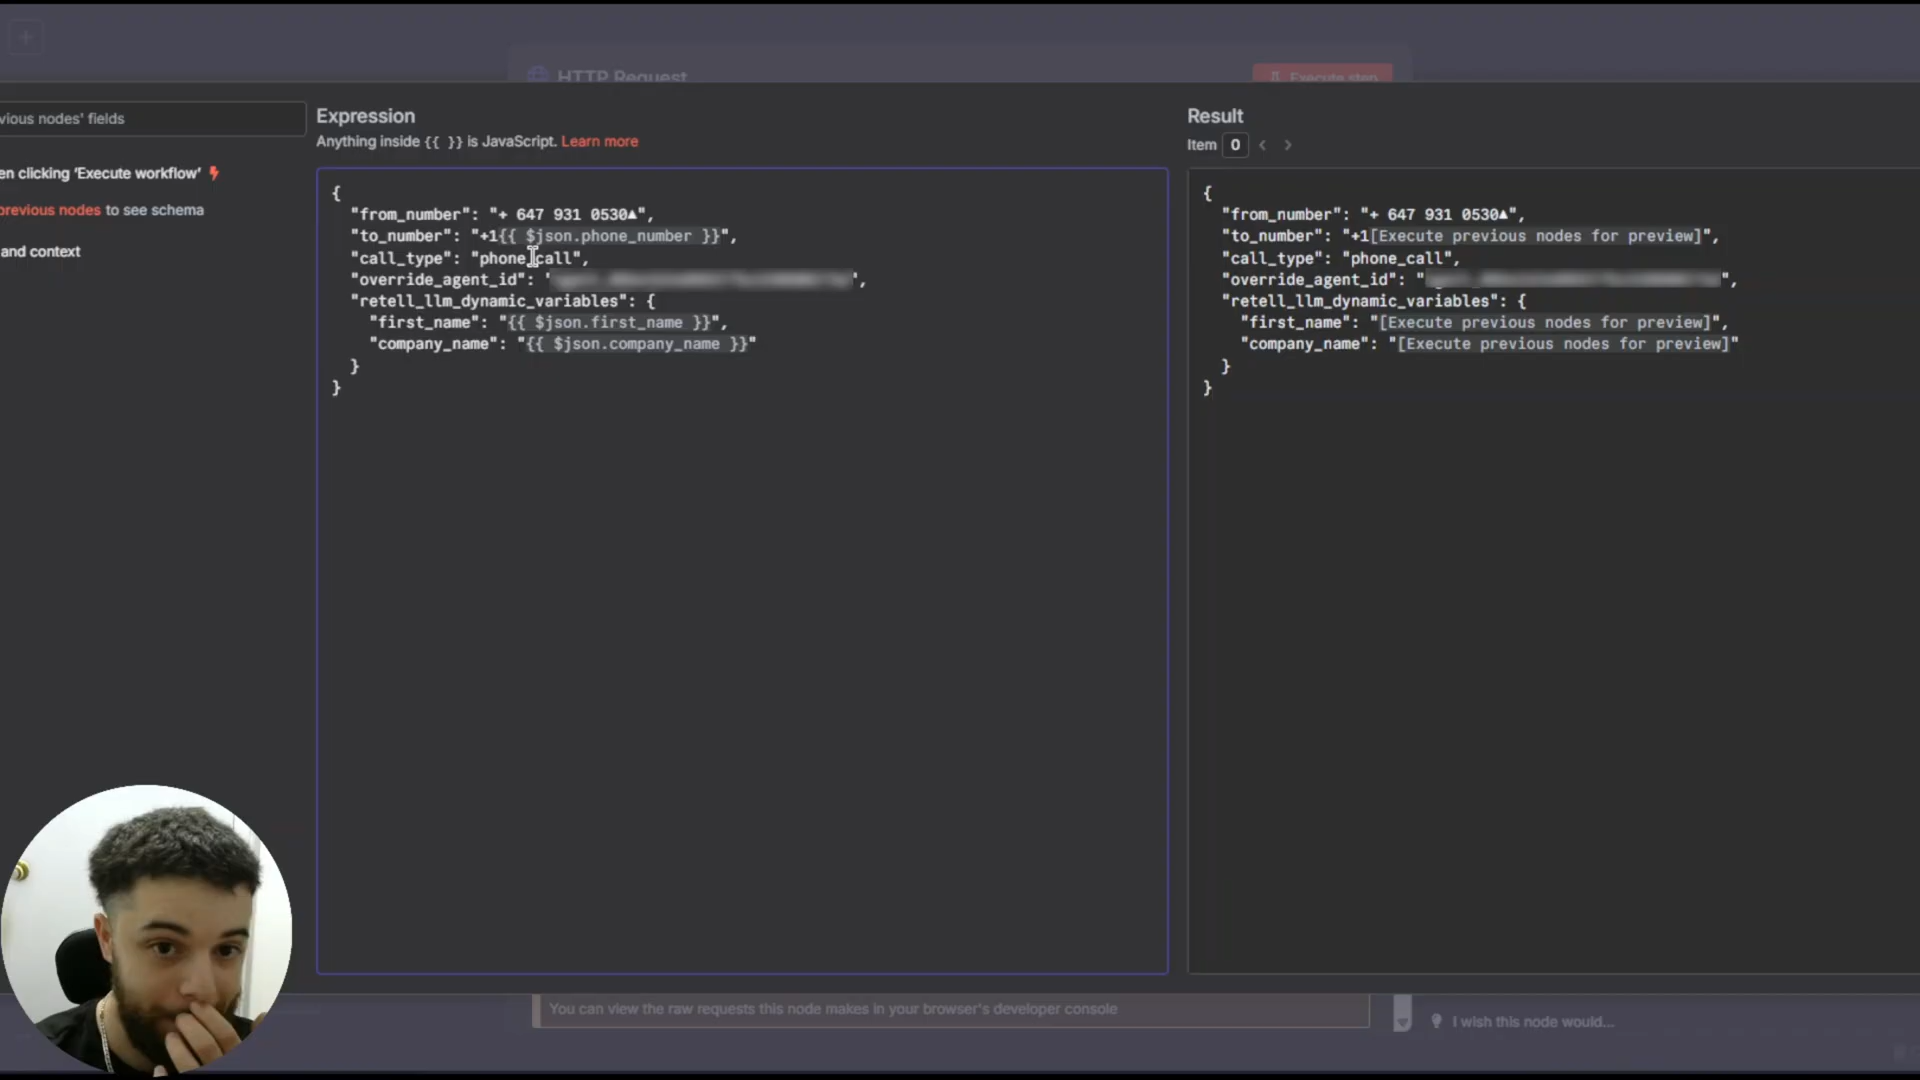 HTTP Request
Execute step
vious nodes' fields
en clicking 'Execute workflow'
previous nodes to see schema
and context
Expression
Anything inside {{ }} is JavaScript. Learn more
{
"from_number": "+ 647 931 0530▲",
"to_number": "+1{{ $json.phone_number }}",
"call_type": "phone_call",
"override_agent_id": "",
"retell_llm_dynamic_variables": {
"first_name": "{{ $json.first_name }}",
"company_name": "{{ $json.company_name }}"
}
}
Result
Item 0
{
"from_number": "+ 647 931 0530▲",
"to_number": "+1[Execute previous nodes for preview]",
"call_type": "phone_call",
"override_agent_id": "",
"retell_llm_dynamic_variables": {
"first_name": "[Execute previous nodes for preview]",
"company_name": "[Execute previous nodes for preview]"
}
}
You can view the raw requests this node makes in your browser's developer console
I wish this node would...